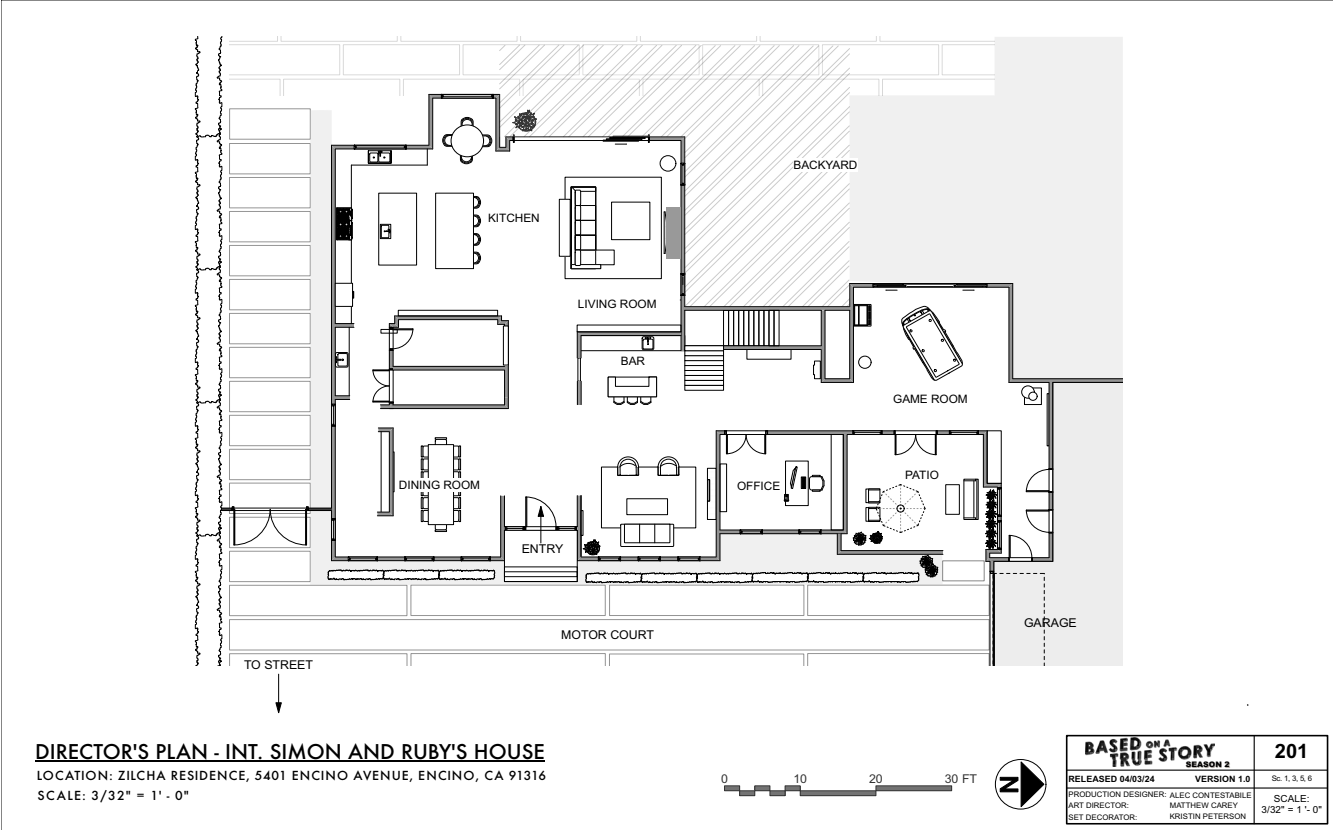 BACKYARD
KITCHEN
LIVING ROOM
BAR
GAME ROOM
DINING ROOM
OFFICE
PATIO
ENTRY
GARAGE
MOTOR COURT
TO STREET
DIRECTOR'S PLAN - INT. SIMON AND RUBY'S HOUSE
LOCATION: ZILCHA RESIDENCE, 5401 ENCINO AVENUE, ENCINO, CA 91316
SCALE: 3/32" = 1' - 0"
0 10 20 30 FT
N
BASED ON A
TRUE STORY
SEASON 2
201
RELEASED 04/03/24 VERSION 1.0
Sc. 1, 3, 5, 6
PRODUCTION DESIGNER: ALEC CONTESTABILE
ART DIRECTOR: MATTHEW CAREY
SET DECORATOR: KRISTIN PETERSON
SCALE:
3/32" = 1 '- 0"